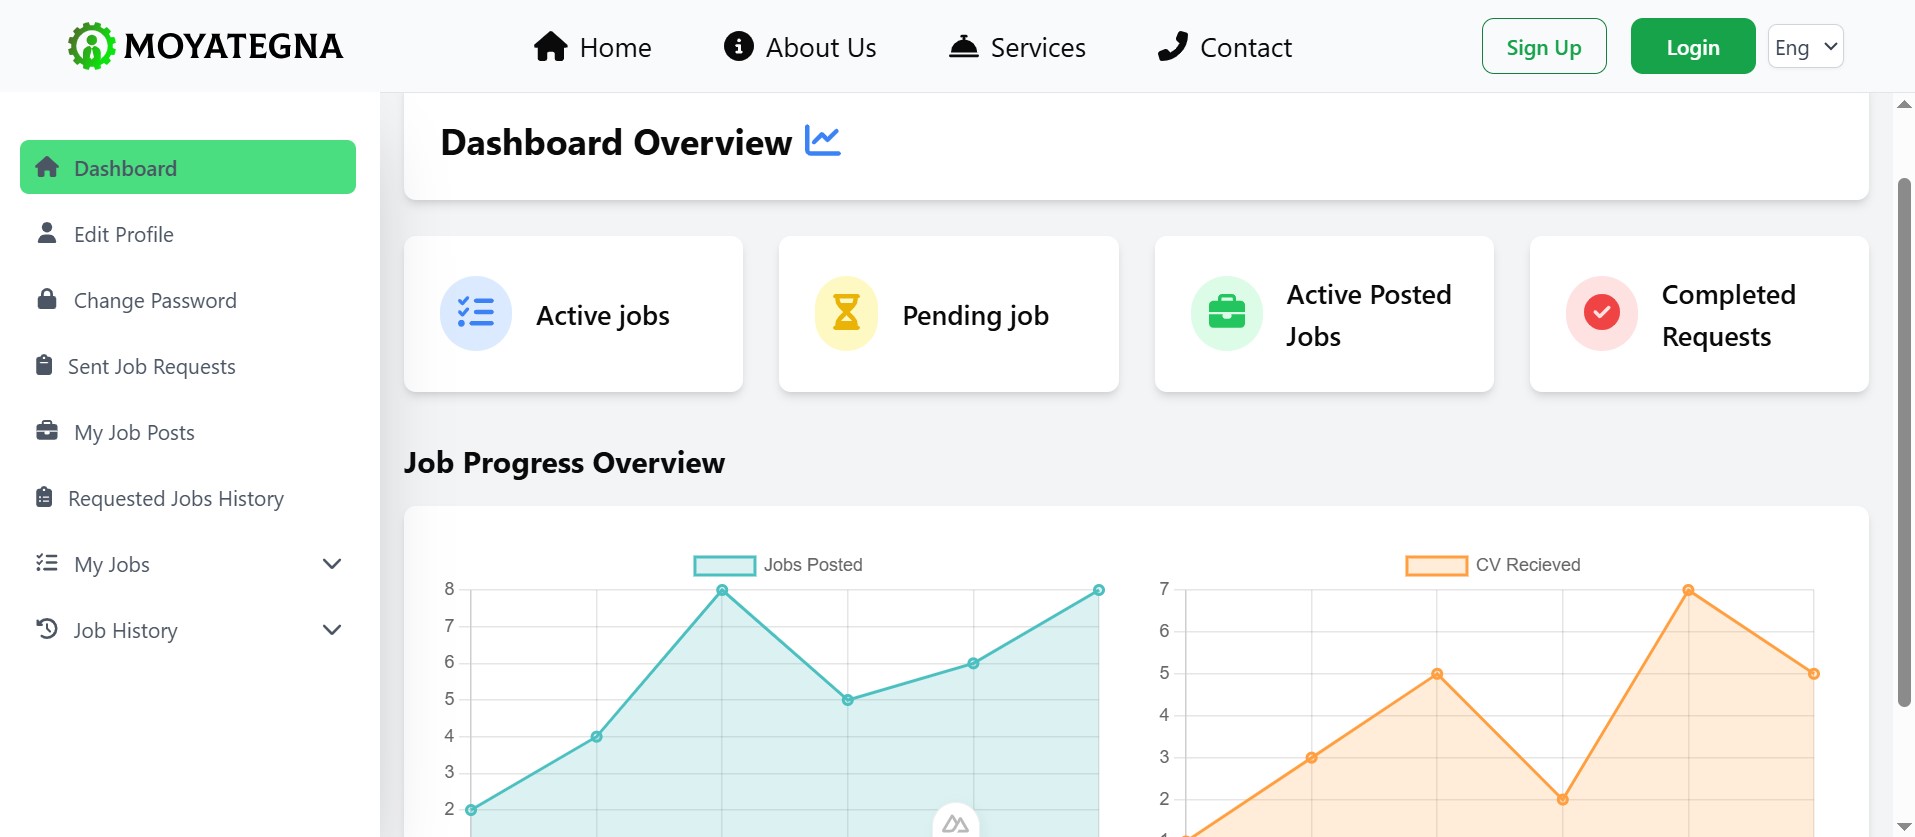 MOYATEGNA
Home
About Us
Services
Contact
Sign Up
Login
Eng
Dashboard
Edit Profile
Change Password
Sent Job Requests
My Job Posts
Requested Jobs History
My Jobs
Job History
Dashboard Overview
Active jobs
Pending job
Active Posted
Jobs
Completed
Requests
Job Progress Overview
Jobs Posted
8
7
6
5
4
3
2
CV Recieved
7
6
5
4
3
2